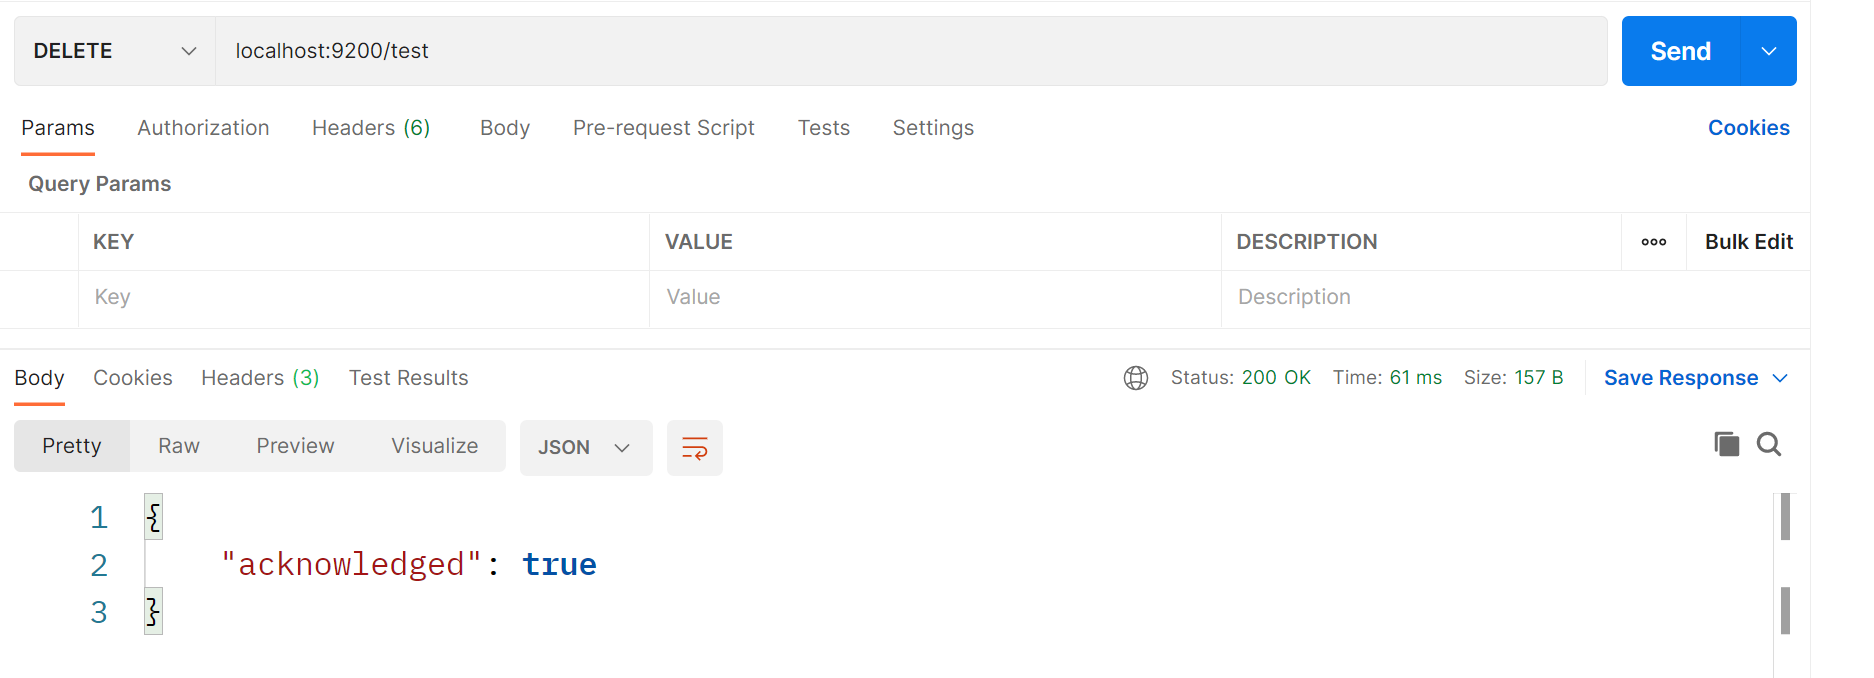 DELETE localhost:9200/test Send
Params Authorization Headers (6) Body Pre-request Script Tests Settings Cookies
Query Params
KEY VALUE DESCRIPTION ooo Bulk Edit
Key Value Description
Body Cookies Headers (3) Test Results Status: 200 OK Time: 61 ms Size: 157 B Save Response
Pretty Raw Preview Visualize JSON
1 {
2 "acknowledged": true
3 }